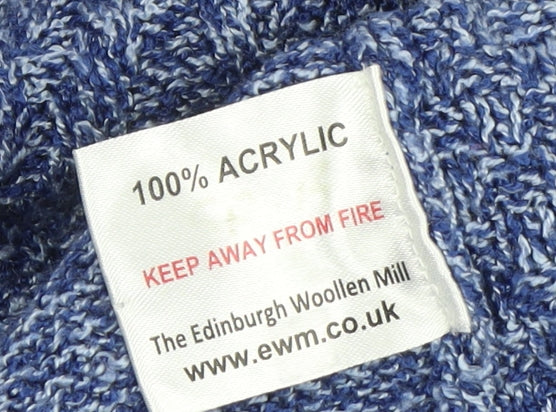 100% ACRYLIC
KEEP AWAY FROM FIRE
The Edinburgh Woollen Mill
www.ewm.co.uk